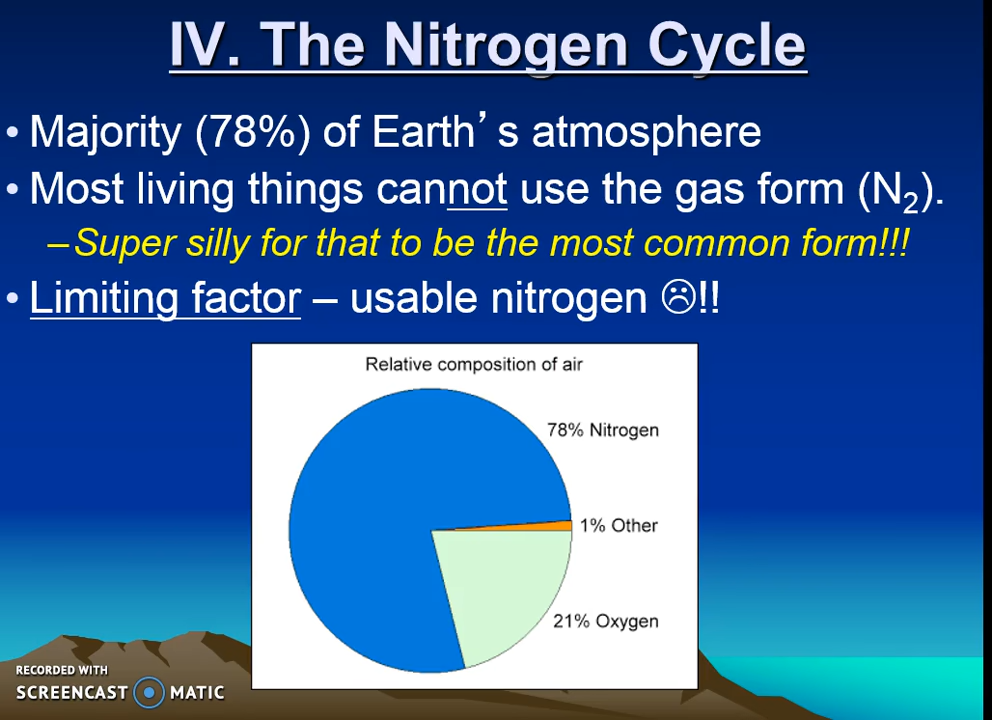 IV. The Nitrogen Cycle
• Majority (78%) of Earth's atmosphere
• Most living things cannot use the gas form (N₂).
–Super silly for that to be the most common form!!!
• Limiting factor – usable nitrogen ☹!!
Relative composition of air
78% Nitrogen
1% Other
21% Oxygen
RECORDED WITH
SCREENCAST MATIC